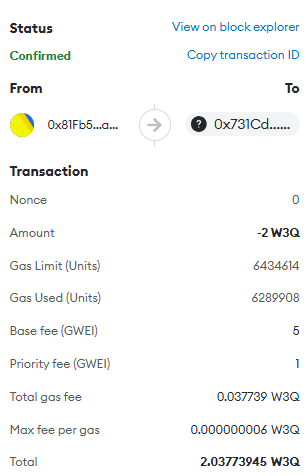 Status View on block explorer
Confirmed Copy transaction ID
From To
0x81Fb5...a... ? 0x731Cd......
Transaction
Nonce 0
Amount -2 W3Q
Gas Limit (Units) 6434614
Gas Used (Units) 6289908
Base fee (GWEI) 5
Priority fee (GWEI) 1
Total gas fee 0.037739 W3Q
Max fee per gas 0.000000006 W3Q
Total 2.03773945 W3Q